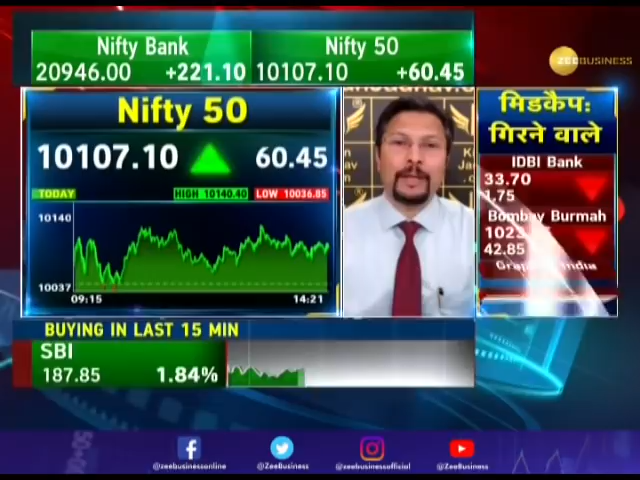 Nifty Bank
20946.00 +221.10
Nifty 50
10107.10 +60.45
ZEEBUSINESS
Nifty 50
10107.10 60.45
TODAY HIGH 10140.40 LOW 10036.85
10140
10037
09:15 14:21
मिडकैप:
गिरने वाले
IDBI Bank
33.70
1.75
Bombay Burmah
42.85
BUYING IN LAST 15 MIN
SBI
187.85 1.84%
@zeebusinessonline
@ZeeBusiness
@zeebusinessofficial
@ZeeBusiness